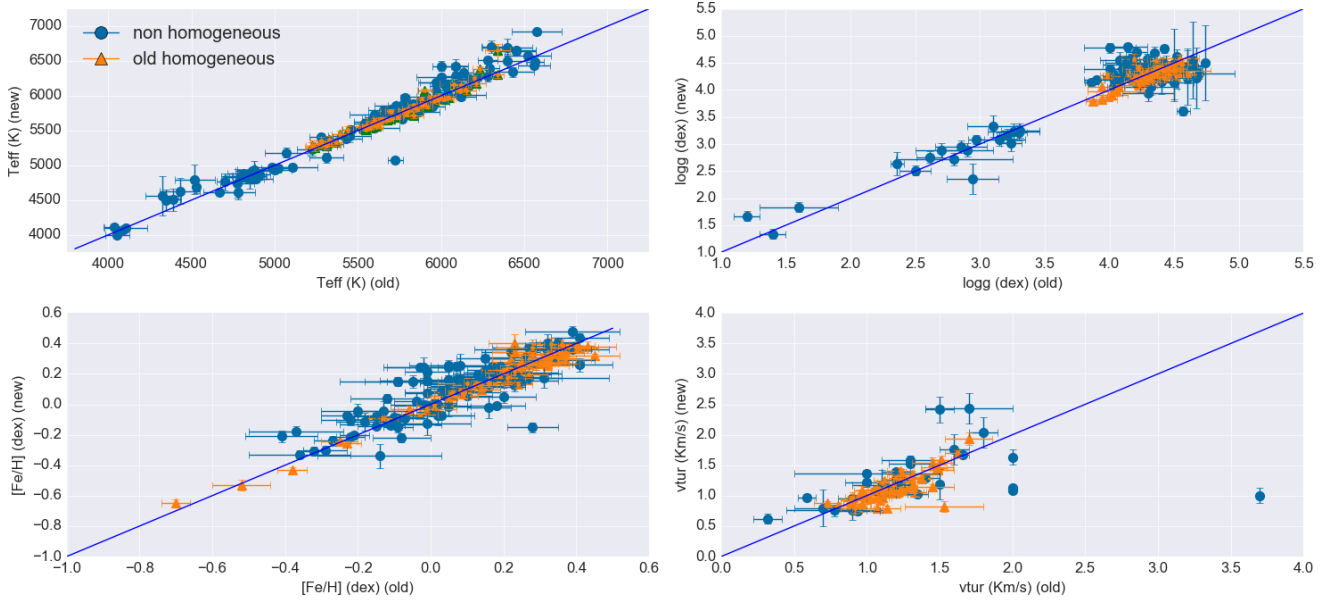 7000
6500
6000
5500
5000
4500
4000
Teff (K) (new)
non homogeneous
old homogeneous
4000 4500 5000 5500 6000 6500 7000
Teff (K) (old)
5.5
5.0
4.5
4.0
3.5
3.0
2.5
2.0
1.5
1.0
logg (dex) (new)
1.0 1.5 2.0 2.5 3.0 3.5 4.0 4.5 5.0 5.5
logg (dex) (old)
0.6
0.4
0.2
0.0
−0.2
−0.4
−0.6
−0.8
−1.0
[Fe/H] (dex) (new)
−1.0 −0.8 −0.6 −0.4 −0.2 0.0 0.2 0.4 0.6
[Fe/H] (dex) (old)
4.0
3.5
3.0
2.5
2.0
1.5
1.0
0.5
0.0
vtur (Km/s) (new)
0.0 0.5 1.0 1.5 2.0 2.5 3.0 3.5 4.0
vtur (Km/s) (old)